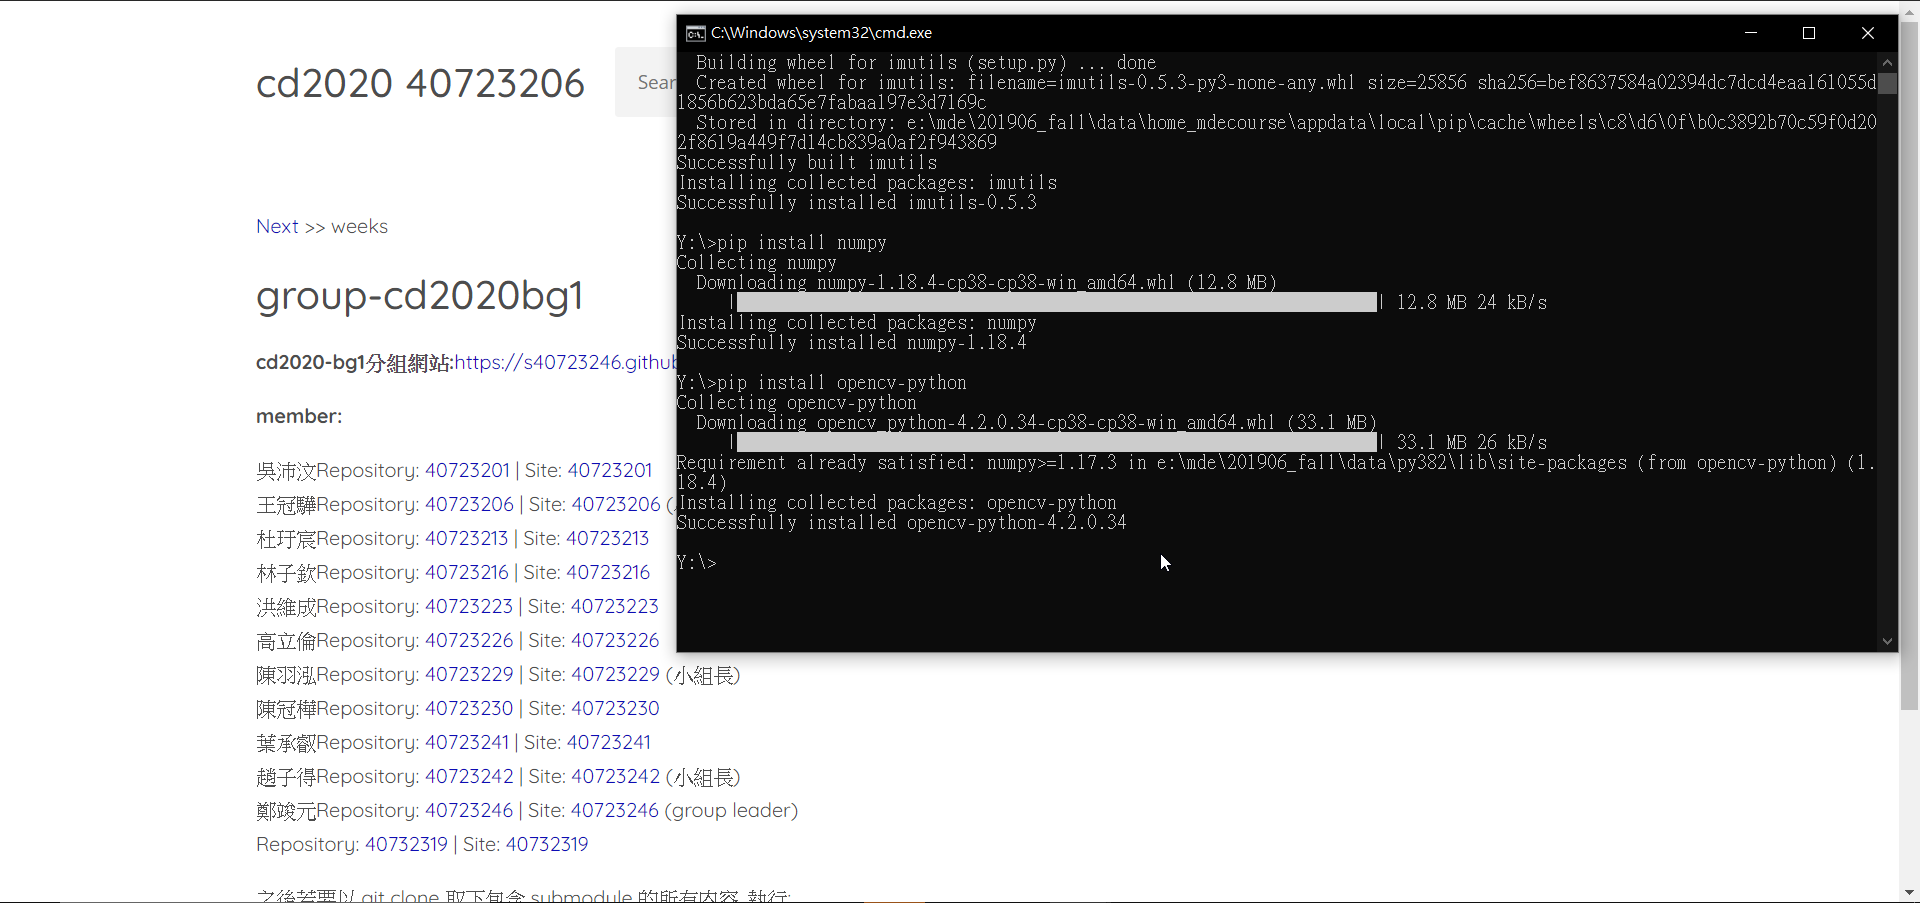 cd2020 40723206
Sear
Next >> weeks
group-cd2020bg1
cd2020-bg1分組網站:https://s40723246.github
member:
吳沛汶Repository: 40723201 | Site: 40723201
王冠驊Repository: 40723206 | Site: 40723206 (
杜玗宸Repository: 40723213 | Site: 40723213
林子欽Repository: 40723216 | Site: 40723216
洪維成Repository: 40723223 | Site: 40723223
高立倫Repository: 40723226 | Site: 40723226
陳羽泓Repository: 40723229 | Site: 40723229 (小組長)
陳冠樺Repository: 40723230 | Site: 40723230
葉承叡Repository: 40723241 | Site: 40723241
趙子得Repository: 40723242 | Site: 40723242 (小組長)
鄭竣元Repository: 40723246 | Site: 40723246 (group leader)
Repository: 40732319 | Site: 40732319
之後若要以 git clone 取下包含 submodule 的所有內容, 執行:
C:\Windows\system32\cmd.exe
Building wheel for imutils (setup.py) ... done
Created wheel for imutils: filename=imutils-0.5.3-py3-none-any.whl size=25856 sha256=bef8637584a02394dc7dcd4eaa161055d
1856b623bda65e7fabaa197e3d7169c
Stored in directory: e:\mde\201906_fall\data\home_mdecourse\appdata\local\pip\cache\wheels\c8\d6\0f\b0c3892b70c59f0d20
2f8619a449f7d14cb839a0af2f943869
Successfully built imutils
Installing collected packages: imutils
Successfully installed imutils-0.5.3
Y:\>pip install numpy
Collecting numpy
Downloading numpy-1.18.4-cp38-cp38-win_amd64.whl (12.8 MB)
| | 12.8 MB 24 kB/s
Installing collected packages: numpy
Successfully installed numpy-1.18.4
Y:\>pip install opencv-python
Collecting opencv-python
Downloading opencv_python-4.2.0.34-cp38-cp38-win_amd64.whl (33.1 MB)
| | 33.1 MB 26 kB/s
Requirement already satisfied: numpy>=1.17.3 in e:\mde\201906_fall\data\py382\lib\site-packages (from opencv-python) (1.
18.4)
Installing collected packages: opencv-python
Successfully installed opencv-python-4.2.0.34
Y:\>